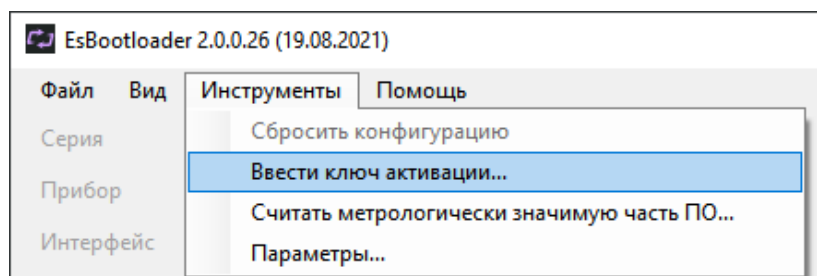 EsBootloader 2.0.0.26 (19.08.2021)
Файл Вид Инструменты Помощь
Серия
Сбросить конфигурацию
Ввести ключ активации...
Прибор
Считать метрологически значимую часть ПО...
Интерфейс
Параметры...